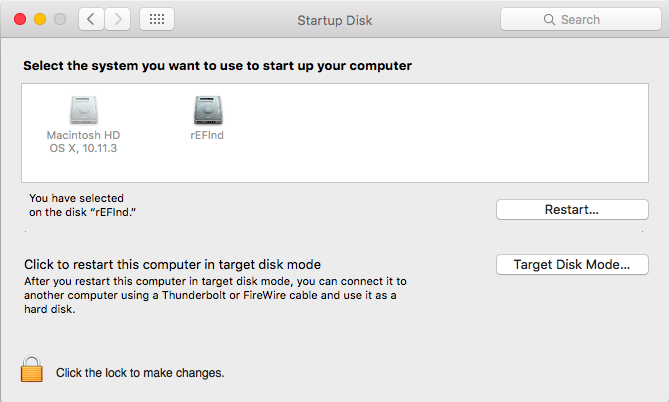 Startup Disk
Search
Select the system you want to use to start up your computer
Macintosh HD
OS X, 10.11.3
rEFInd
You have selected
on the disk “rEFInd.”
Restart...
Click to restart this computer in target disk mode
Target Disk Mode...
After you restart this computer in target disk mode, you can connect it to
another computer using a Thunderbolt or FireWire cable and use it as a
hard disk.
Click the lock to make changes.